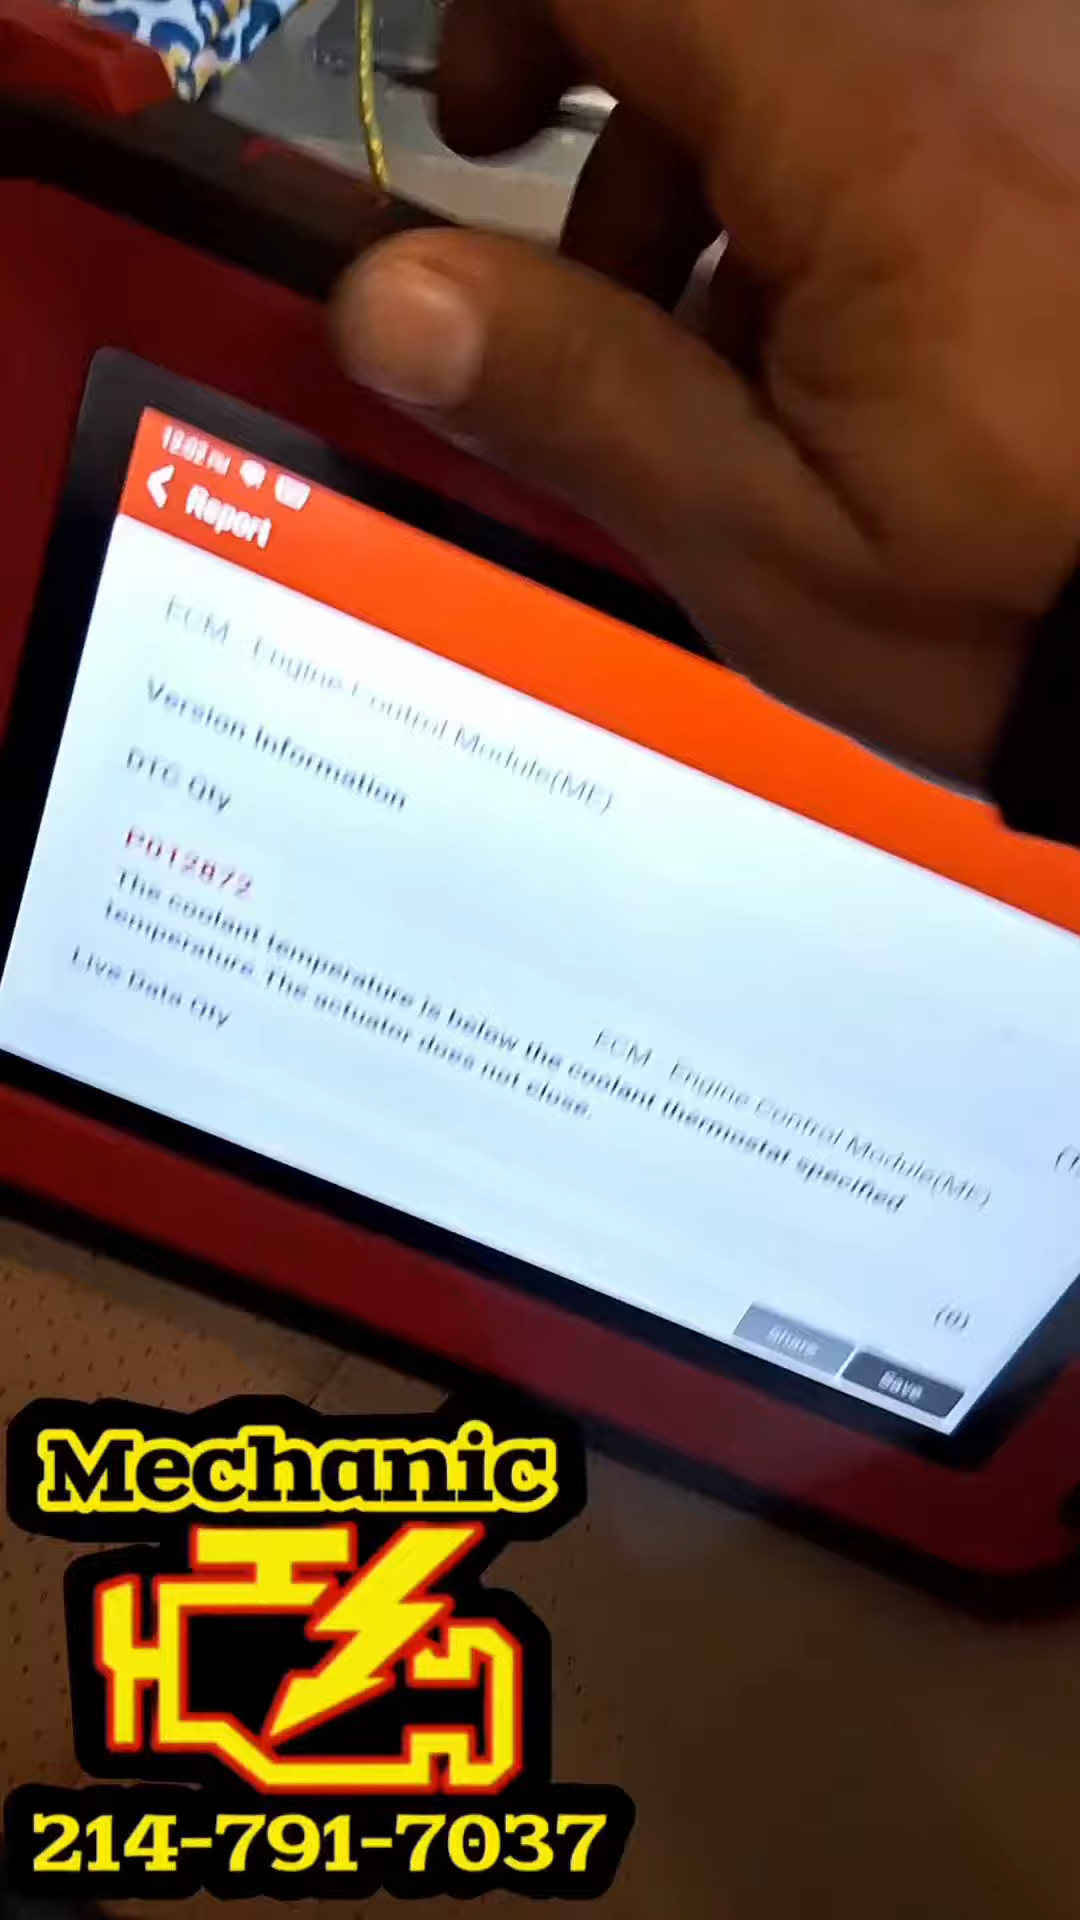 12:02 PM
Report
ECM - Engine Control Module(ME)
Version Information
DTC Qty
P012872
ECM - Engine Control Module(ME)
The coolant temperature is below the coolant thermostat specified
temperature. The actuator does not close.
Live Data Qty
(0)
Share
Save
Mechanic
214-791-7037